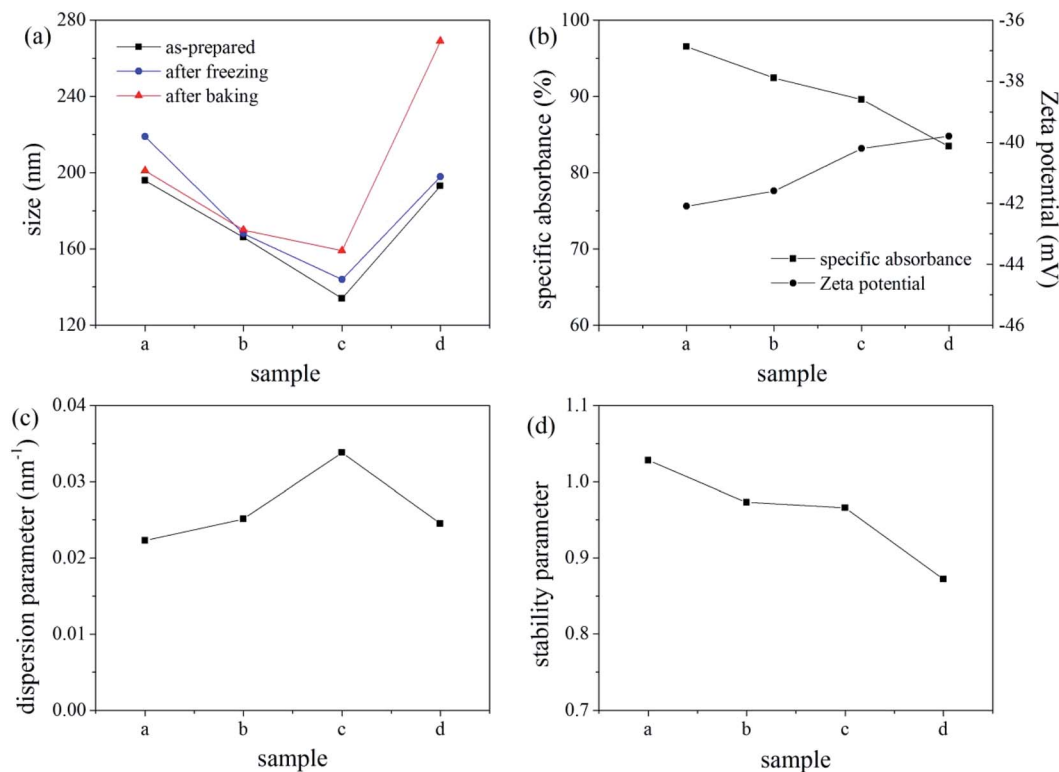 (a)
280
240
200
160
120
size (nm)
as-prepared
after freezing
after baking
a b c d
sample
(b)
100
90
80
70
60
specific absorbance (%)
-36
-38
-40
-42
-44
-46
Zeta potential (mV)
specific absorbance
Zeta potential
a b c d
sample
(c)
0.04
0.03
0.02
0.01
0.00
dispersion parameter (nm⁻¹)
a b c d
sample
(d)
1.1
1.0
0.9
0.8
0.7
stability parameter
a b c d
sample